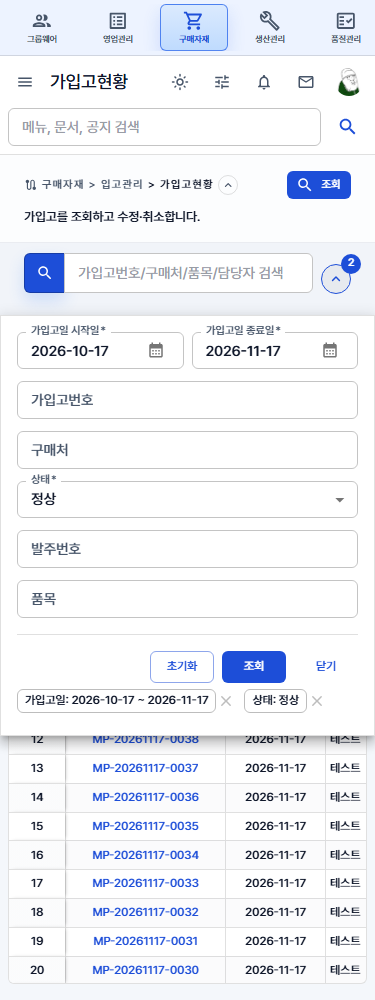 그룹웨어 영업관리 구매자재 생산관리 품질관리
가입고현황
메뉴, 문서, 공지 검색
구매자재 > 입고관리 > 가입고현황
조회
가입고를 조회하고 수정·취소합니다.
가입고번호/구매처/품목/담당자 검색
2
가입고일 시작일* 가입고일 종료일*
2026-10-17 2026-11-17
가입고번호
구매처
상태*
정상
발주번호
품목
초기화 조회 닫기
가입고일: 2026-10-17 ~ 2026-11-17 상태: 정상
12 MP-20261117-0038 2026-11-17 테스트
13 MP-20261117-0037 2026-11-17 테스트
14 MP-20261117-0036 2026-11-17 테스트
15 MP-20261117-0035 2026-11-17 테스트
16 MP-20261117-0034 2026-11-17 테스트
17 MP-20261117-0033 2026-11-17 테스트
18 MP-20261117-0032 2026-11-17 테스트
19 MP-20261117-0031 2026-11-17 테스트
20 MP-20261117-0030 2026-11-17 테스트